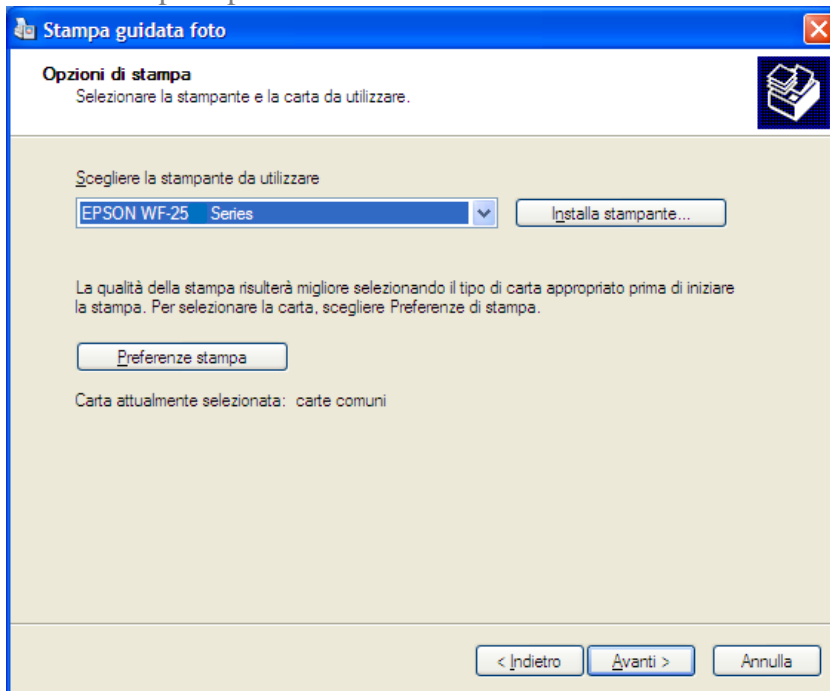 Stampa guidata foto
Opzioni di stampa
Selezionare la stampante e la carta da utilizzare.
Scegliere la stampante da utilizzare
EPSON WF-25 Series
Installa stampante...
La qualità della stampa risulterà migliore selezionando il tipo di carta appropriato prima di iniziare
la stampa. Per selezionare la carta, scegliere Preferenze di stampa.
Preferenze stampa
Carta attualmente selezionata: carte comuni
< Indietro
Avanti >
Annulla